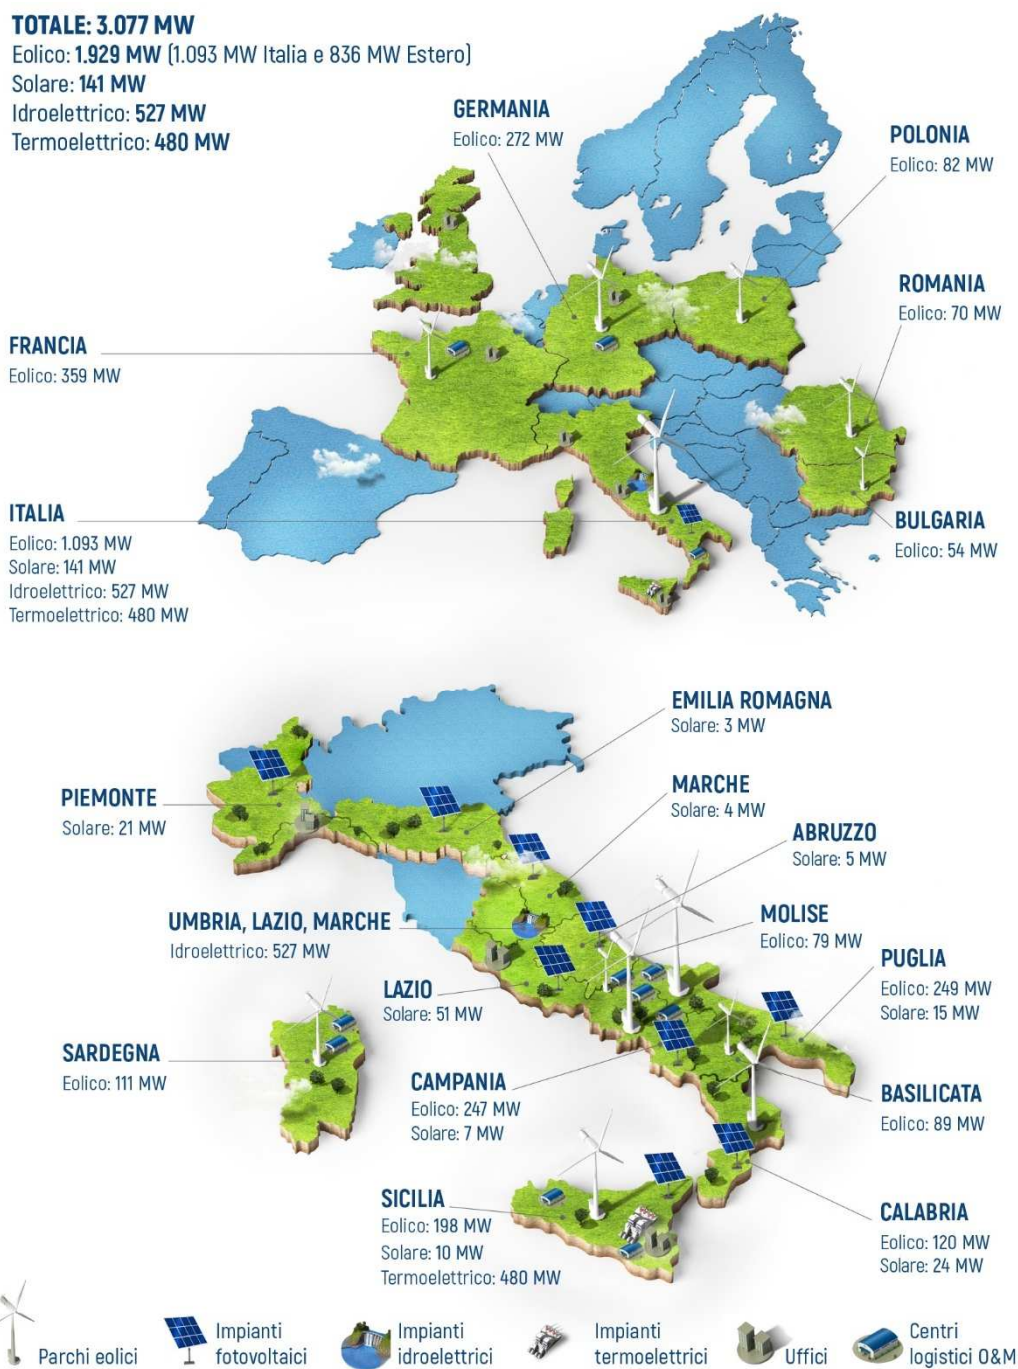 TOTALE: 3.077 MW
Eolico: 1.929 MW (1.093 MW Italia e 836 MW Estero)
Solare: 141 MW
Idroelettrico: 527 MW
Termoelettrico: 480 MW
GERMANIA
Eolico: 272 MW
POLONIA
Eolico: 82 MW
ROMANIA
Eolico: 70 MW
FRANCIA
Eolico: 359 MW
ITALIA
Eolico: 1.093 MW
Solare: 141 MW
Idroelettrico: 527 MW
Termoelettrico: 480 MW
BULGARIA
Eolico: 54 MW
EMILIA ROMAGNA
Solare: 3 MW
PIEMONTE
Solare: 21 MW
MARCHE
Solare: 4 MW
ABRUZZO
Solare: 5 MW
UMBRIA, LAZIO, MARCHE
Idroelettrico: 527 MW
MOLISE
Eolico: 79 MW
PUGLIA
Eolico: 249 MW
Solare: 15 MW
LAZIO
Solare: 51 MW
SARDEGNA
Eolico: 111 MW
CAMPANIA
Eolico: 247 MW
Solare: 7 MW
BASILICATA
Eolico: 89 MW
SICILIA
Eolico: 198 MW
Solare: 10 MW
Termoelettrico: 480 MW
CALABRIA
Eolico: 120 MW
Solare: 24 MW
Parchi eolici
Impianti
fotovoltaici
Impianti
idroelettrici
Impianti
termoelettrici
Uffici
Centri
logistici O&M